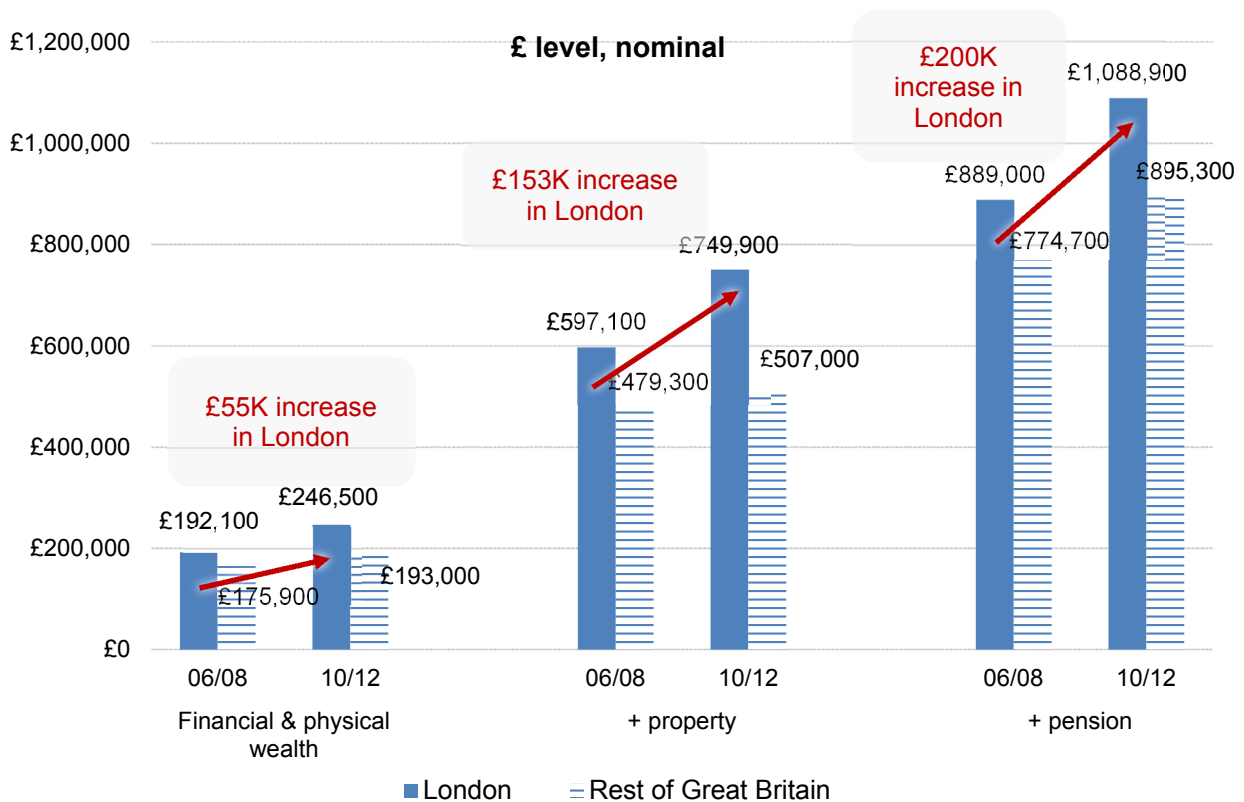 £ level, nominal
£1,200,000
£1,000,000
£800,000
£600,000
£400,000
£200,000
£0
£55K increase
in London
£192,100
£175,900
£246,500
£193,000
£153K increase
in London
£597,100
£479,300
£749,900
£507,000
£200K
increase in
London
£889,000
£774,700
£1,088,900
£895,300
06/08
10/12
06/08
10/12
06/08
10/12
Financial & physical
wealth
+ property
+ pension
London
Rest of Great Britain